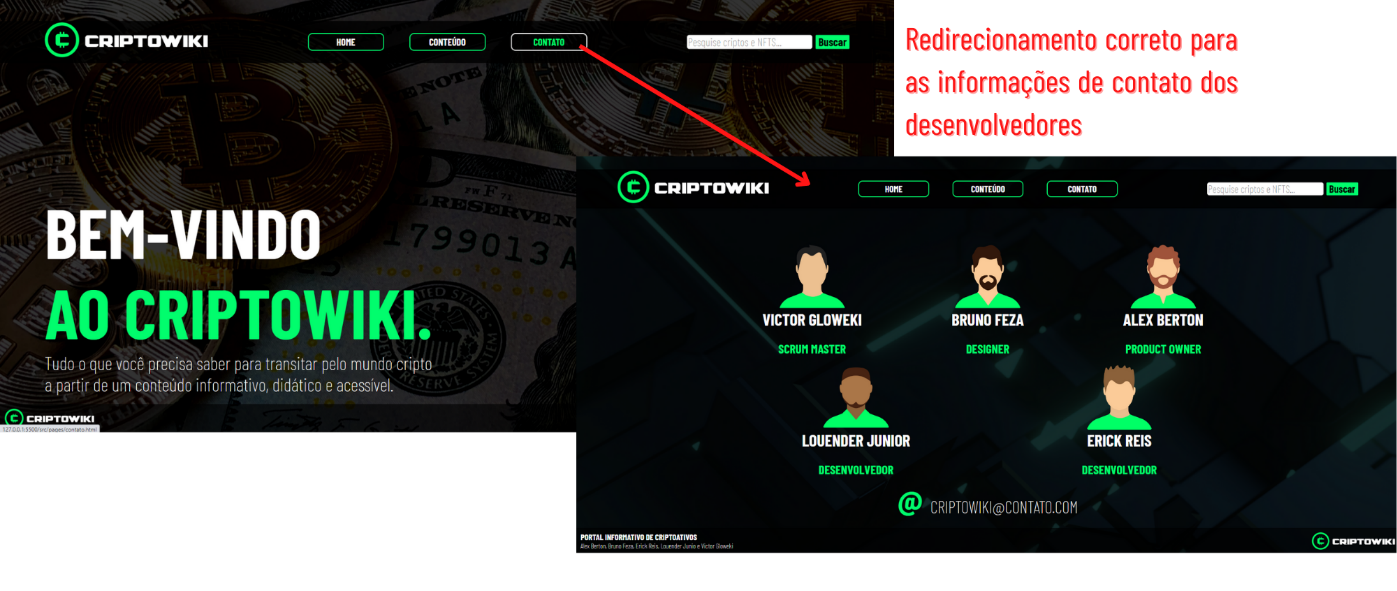 CRIPTOWIKI
HOME
CONTEÚDO
CONTATO
Pesquise criptos e NFTS...
Buscar
Redirecionamento correto para
as informações de contato dos
desenvolvedores
BEM-VINDO
AO CRIPTOWIKI.
Tudo o que você precisa saber para transitar pelo mundo cripto
a partir de um conteúdo informativo, didático e acessível.
CRIPTOWIKI
127.0.0.1:5500/src/pages/contato.html
CRIPTOWIKI
HOME
CONTEÚDO
CONTATO
Pesquise criptos e NFTS...
Buscar
VICTOR GLOWEKI
BRUNO FEZA
ALEX BERTON
SCRUM MASTER
DESIGNER
PRODUCT OWNER
LOUENDER JUNIOR
ERICK REIS
DESENVOLVEDOR
DESENVOLVEDOR
@ CRIPTOWIKI@CONTATO.COM
PORTAL INFORMATIVO DE CRIPTOATIVOS
Alex Berton, Bruno Feza, Erick Reis, Louender Junio e Victor Gloweki
CRIPTOWIKI